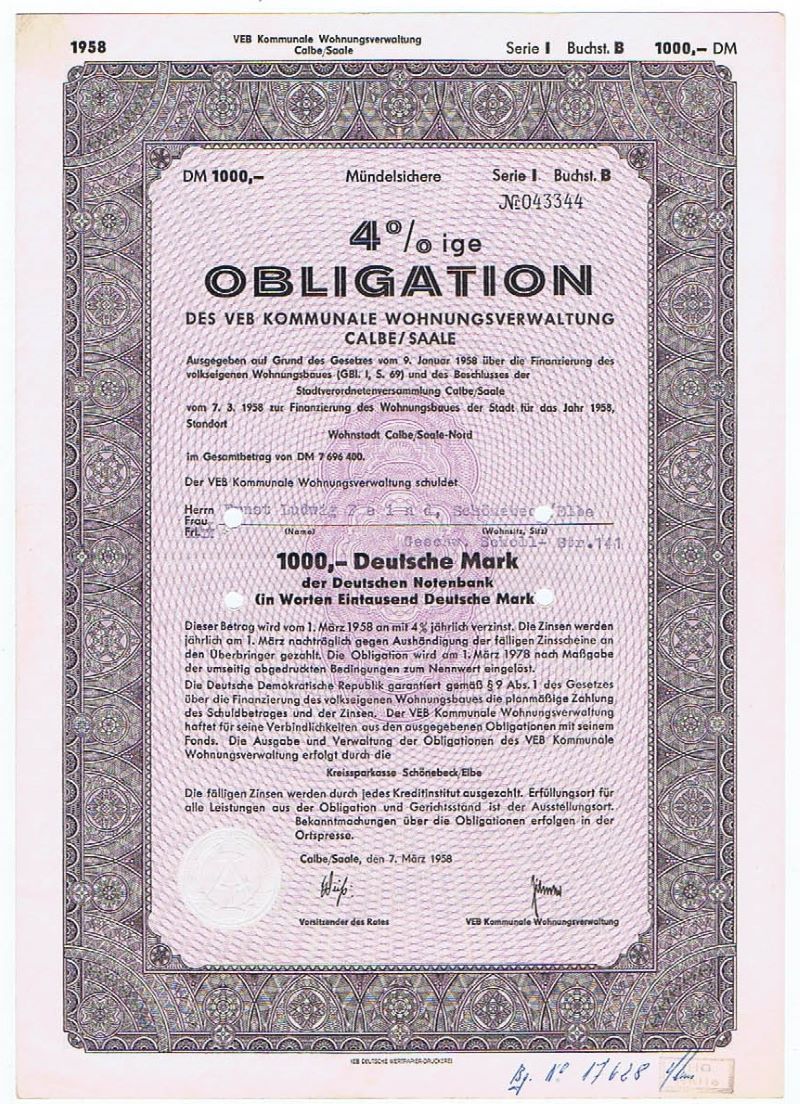 1958
VEB Kommunale Wohnungsverwaltung
Calbe/Saale
Serie I Buchst. B 1000,– DM
DM 1000,–
Mündelsichere
Serie I Buchst. B
№ 043344
4% ige
OBLIGATION
DES VEB KOMMUNALE WOHNUNGSVERWALTUNG
CALBE/SAALE
Ausgegeben auf Grund des Gesetzes vom 9. Januar 1958 über die Finanzierung des
volkseigenen Wohnungsbaues (GBl. I, S. 69) und des Beschlusses der
Stadtverordnetenversammlung Calbe/Saale
vom 7. 3. 1958 zur Finanzierung des Wohnungsbaues der Stadt für das Jahr 1958,
Standort
Wohnstadt Calbe/Saale-Nord
im Gesamtbetrag von DM 7 696 400.
Der VEB Kommunale Wohnungsverwaltung schuldet
Herrn Ernst Ludwig
Frau
Frl.
(Name) (Wohnsitz, Sitz)
Geschw. Scholl- Str.141
1000,– Deutsche Mark
der Deutschen Notenbank
(in Worten Eintausend Deutsche Mark
Dieser Betrag wird vom 1. März 1958 an mit 4% jährlich verzinst. Die Zinsen werden
jährlich am 1. März nachträglich gegen Aushändigung der fälligen Zinsscheine an
den Überbringer gezahlt. Die Obligation wird am 1. März 1978 nach Maßgabe
der umseitig abgedruckten Bedingungen zum Nennwert eingelöst.
Die Deutsche Demokratische Republik garantiert gemäß § 9 Abs. 1 des Gesetzes
über die Finanzierung des volkseigenen Wohnungsbaues die planmäßige Zahlung
des Schuldbetrages und der Zinsen. Der VEB Kommunale Wohnungsverwaltung
haftet für seine Verbindlichkeiten aus den ausgegebenen Obligationen mit seinem
Fonds. Die Ausgabe und Verwaltung der Obligationen des VEB Kommunale
Wohnungsverwaltung erfolgt durch die
Kreissparkasse Schönebeck/Elbe
Die fälligen Zinsen werden durch jedes Kreditinstitut ausgezahlt. Erfüllungsort für
alle Leistungen aus der Obligation und Gerichtsstand ist der Ausstellungsort.
Bekanntmachungen über die Obligationen erfolgen in der
Ortspresse.
Calbe/Saale, den 7. März 1958
Vorsitzender des Rates
VEB Kommunale Wohnungsverwaltung
VEB DEUTSCHE WERTPAPIER-DRUCKEREI
Bg. № 17628